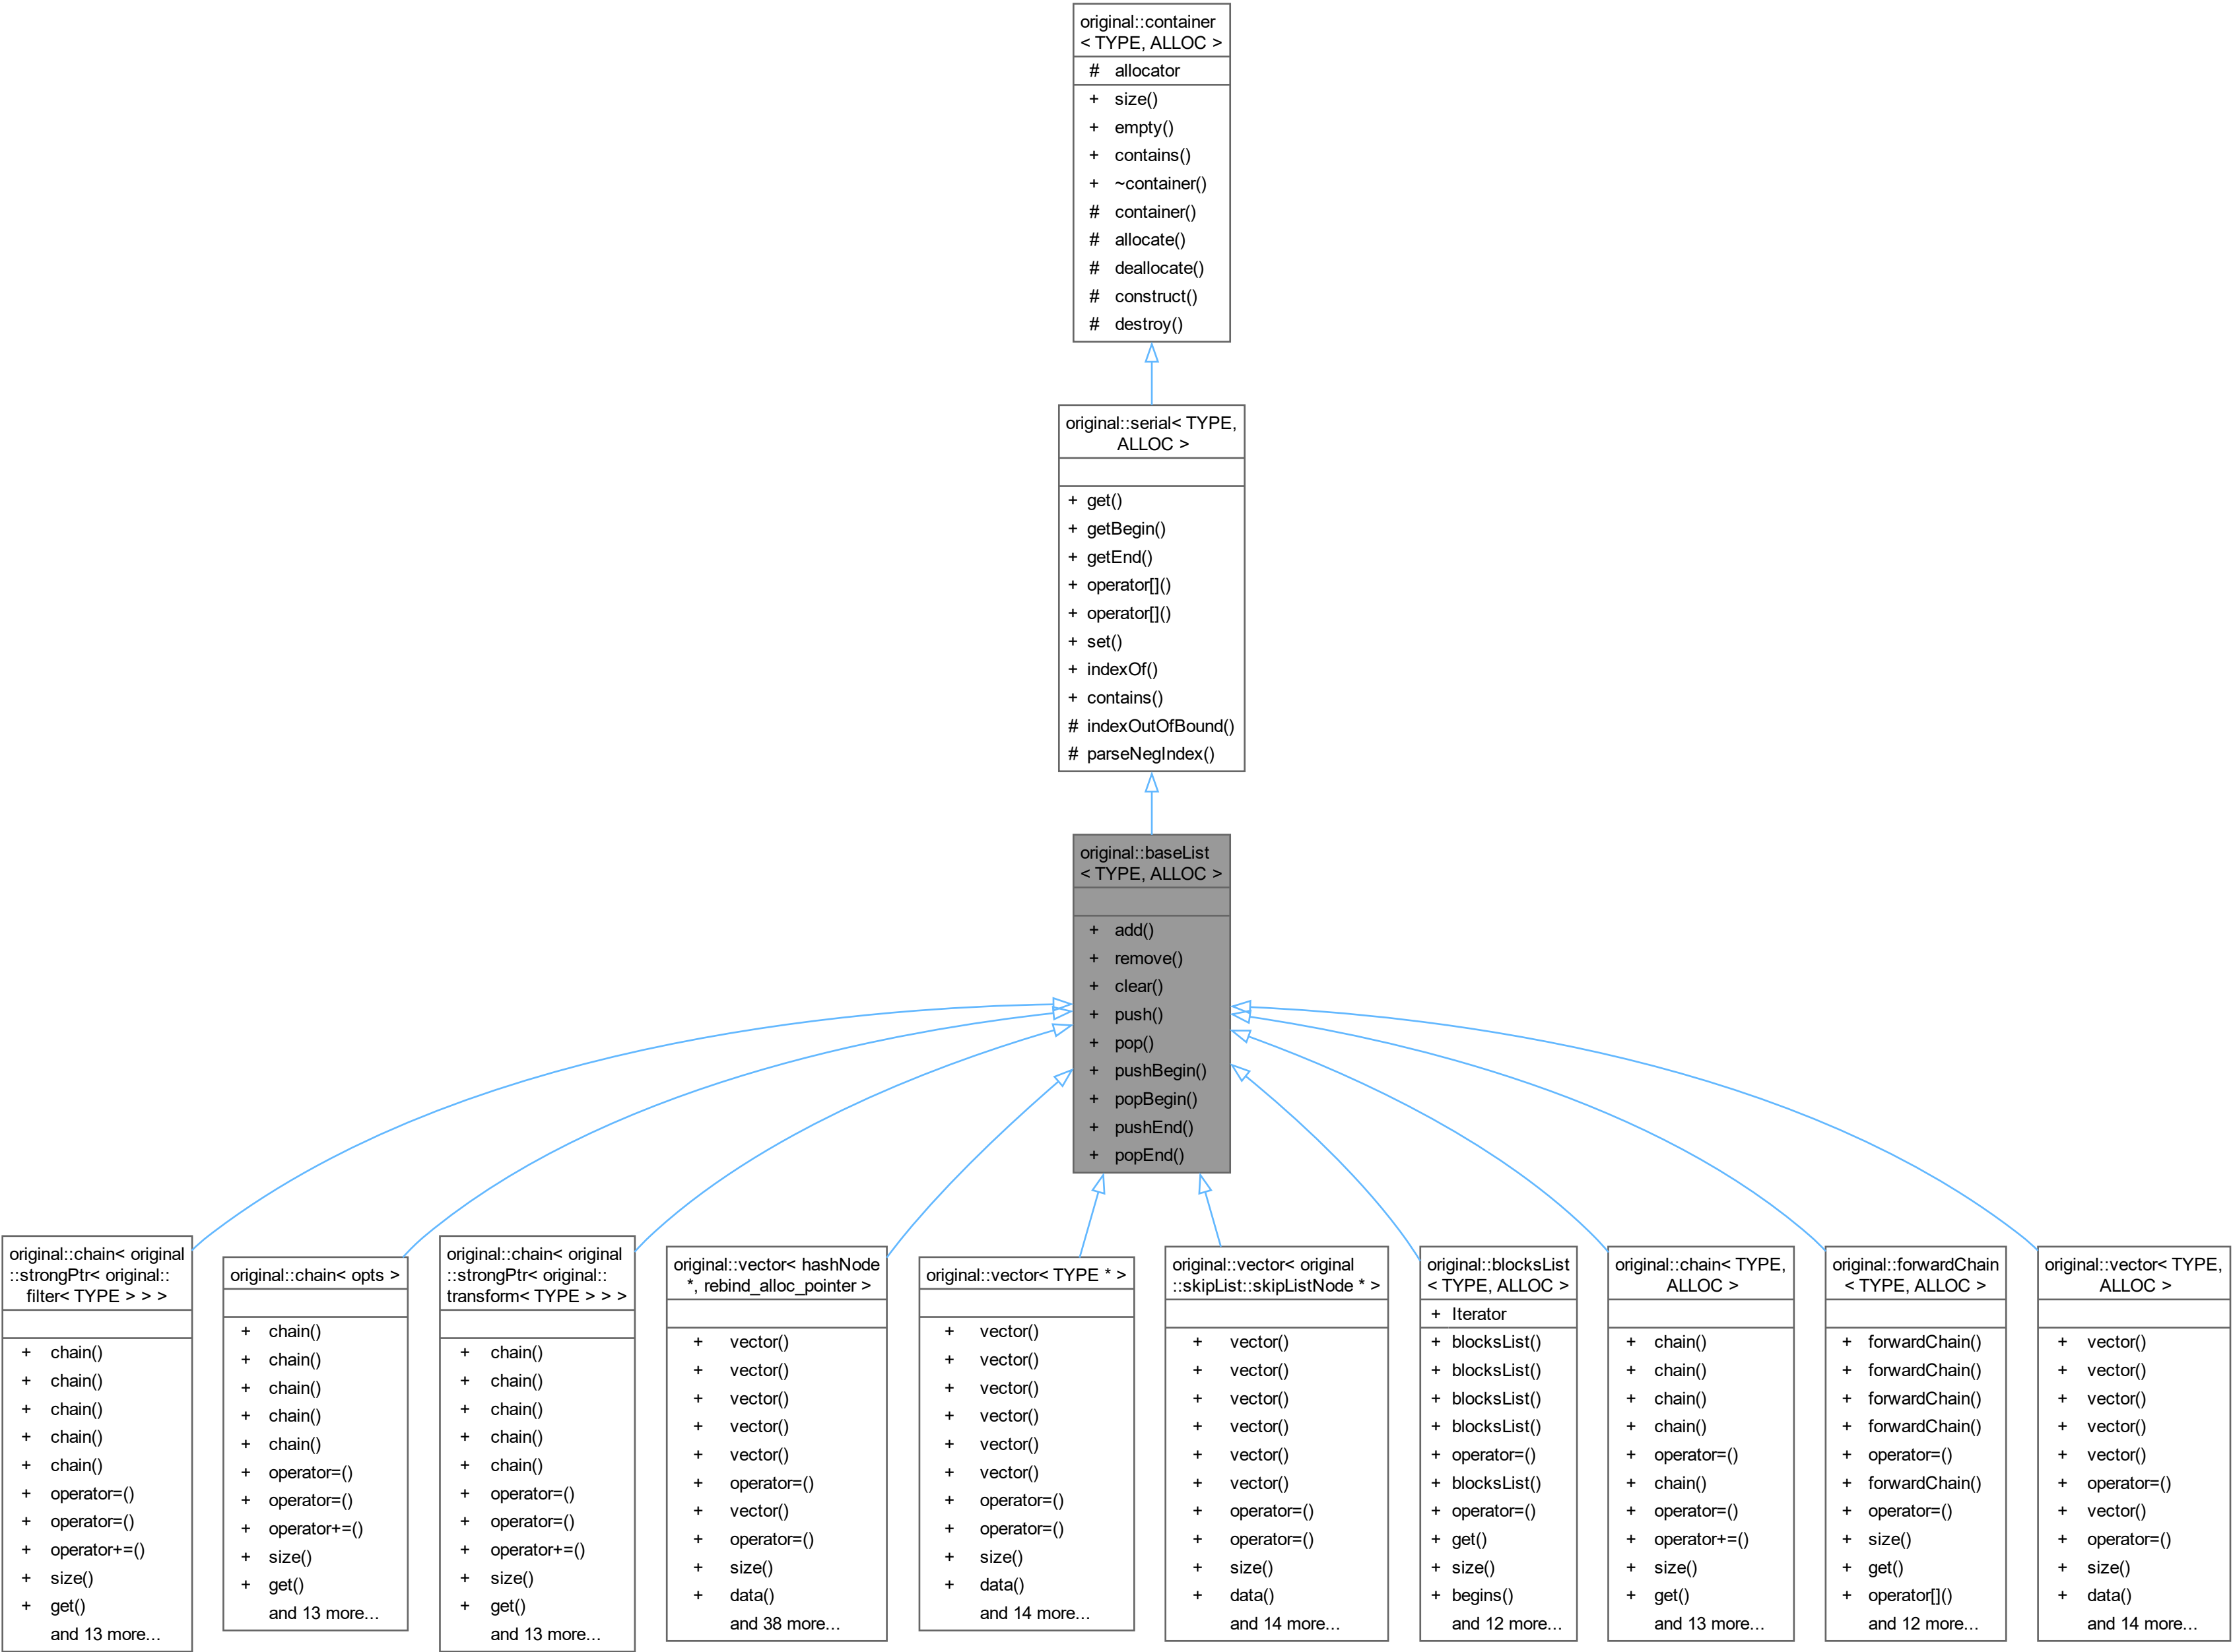 original::container
< TYPE, ALLOC >
# allocator
+ size()
+ empty()
+ contains()
+ ~container()
# container()
# allocate()
# deallocate()
# construct()
# destroy()
original::serial< TYPE,
ALLOC >
+ get()
+ getBegin()
+ getEnd()
+ operator[]()
+ operator[]()
+ set()
+ indexOf()
+ contains()
# indexOutOfBound()
# parseNegIndex()
original::baseList
< TYPE, ALLOC >
+ add()
+ remove()
+ clear()
+ push()
+ pop()
+ pushBegin()
+ popBegin()
+ pushEnd()
+ popEnd()
original::chain< original
::strongPtr< original::
filter< TYPE > > >
+ chain()
+ chain()
+ chain()
+ chain()
+ chain()
+ operator=()
+ operator=()
+ operator+=()
+ size()
+ get()
and 13 more...
original::chain< opts >
+ chain()
+ chain()
+ chain()
+ chain()
+ chain()
+ operator=()
+ operator=()
+ operator+=()
+ size()
+ get()
and 13 more...
original::chain< original
::strongPtr< original::
transform< TYPE > > >
+ chain()
+ chain()
+ chain()
+ chain()
+ chain()
+ operator=()
+ operator=()
+ operator+=()
+ size()
+ get()
and 13 more...
original::vector< hashNode
*, rebind_alloc_pointer >
+ vector()
+ vector()
+ vector()
+ vector()
+ vector()
+ operator=()
+ vector()
+ operator=()
+ size()
+ data()
and 38 more...
original::vector< TYPE * >
+ vector()
+ vector()
+ vector()
+ vector()
+ vector()
+ vector()
+ operator=()
+ operator=()
+ size()
+ data()
and 14 more...
original::vector< original
::skipList::skipListNode * >
+ vector()
+ vector()
+ vector()
+ vector()
+ vector()
+ vector()
+ operator=()
+ operator=()
+ size()
+ data()
and 14 more...
original::blocksList
< TYPE, ALLOC >
+ Iterator
+ blocksList()
+ blocksList()
+ blocksList()
+ blocksList()
+ operator=()
+ blocksList()
+ operator=()
+ get()
+ size()
+ begins()
and 12 more...
original::chain< TYPE,
ALLOC >
+ chain()
+ chain()
+ chain()
+ chain()
+ operator=()
+ chain()
+ operator=()
+ operator+=()
+ size()
+ get()
and 13 more...
original::forwardChain
< TYPE, ALLOC >
+ forwardChain()
+ forwardChain()
+ forwardChain()
+ forwardChain()
+ operator=()
+ forwardChain()
+ operator=()
+ size()
+ get()
+ operator[]()
and 12 more...
original::vector< TYPE,
ALLOC >
+ vector()
+ vector()
+ vector()
+ vector()
+ vector()
+ operator=()
+ vector()
+ operator=()
+ size()
+ data()
and 14 more...